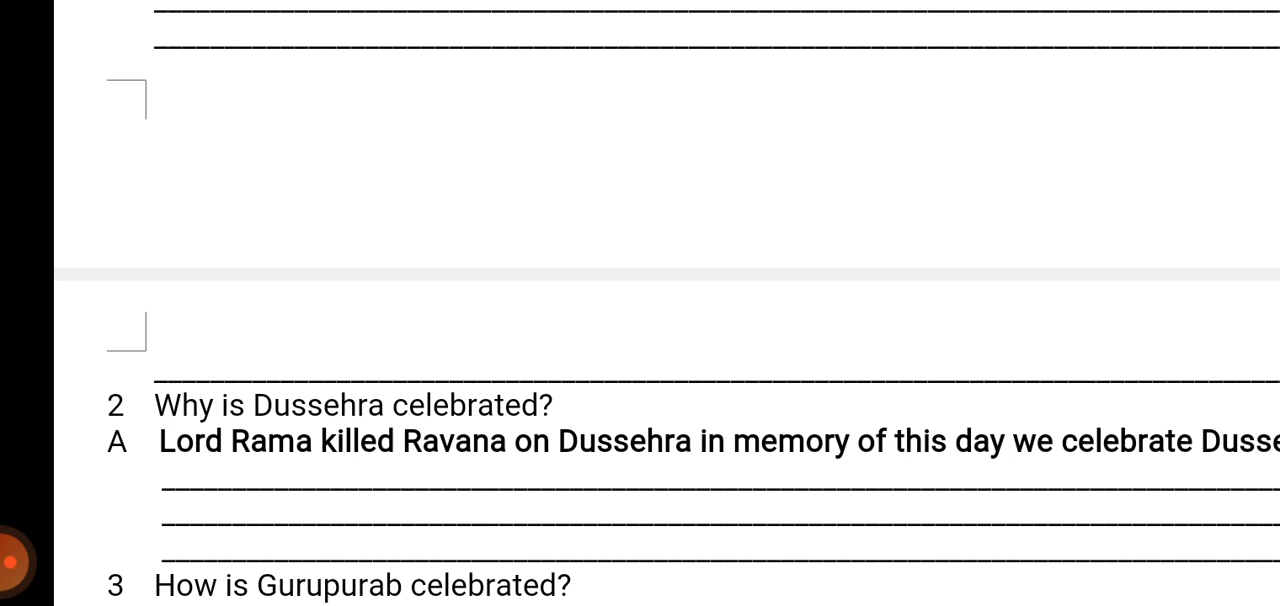 2 Why is Dussehra celebrated?
A Lord Rama killed Ravana on Dussehra in memory of this day we celebrate Dusse
3 How is Gurupurab celebrated?